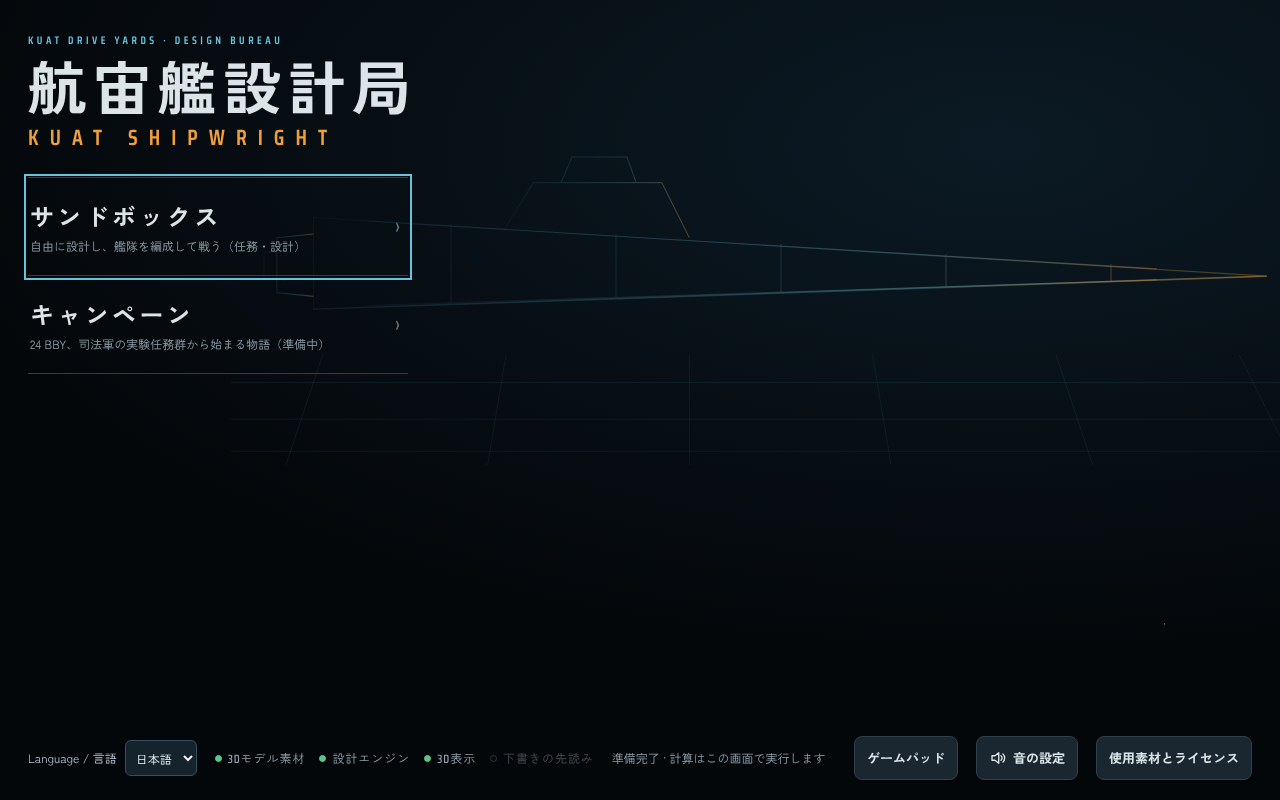 KUAT DRIVE YARDS · DESIGN BUREAU
航宙艦設計局
KUAT SHIPWRIGHT
サンドボックス
自由に設計し、艦隊を編成して戦う（任務・設計）
キャンペーン
24 BBY、司法軍の実験任務群から始まる物語（準備中）
Language / 言語 日本語 3Dモデル素材 設計エンジン 3D表示 下書きの先読み 準備完了 · 計算はこの画面で実行します ゲームパッド 音の設定 使用素材とライセンス